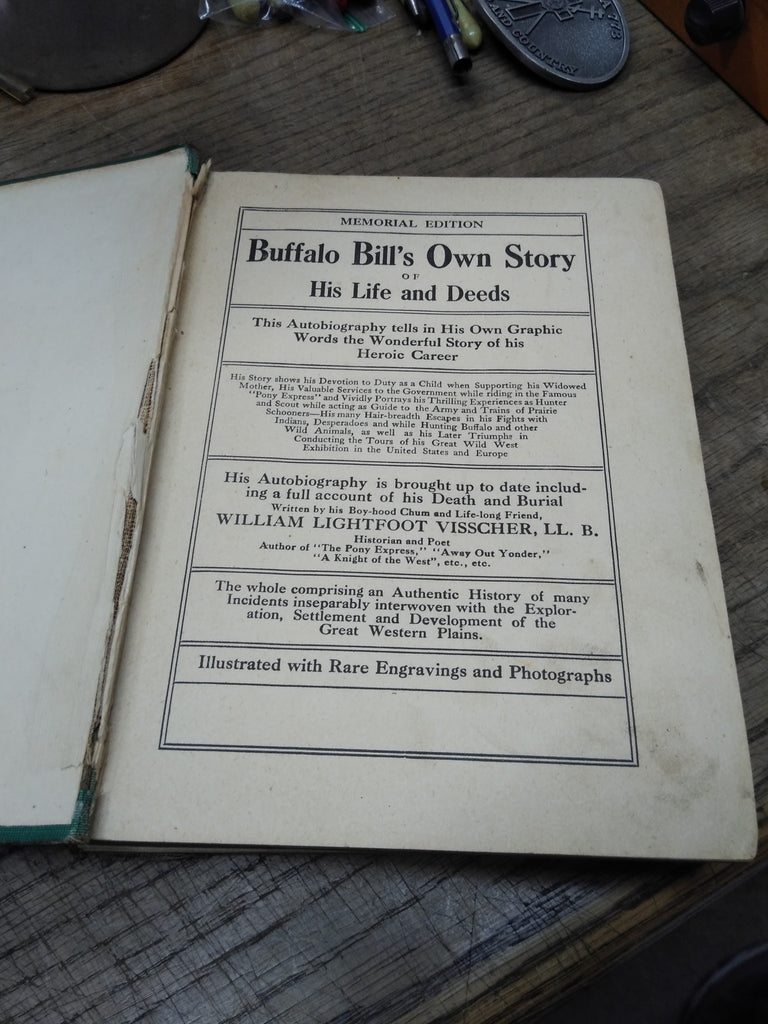 MEMORIAL EDITION
Buffalo Bill's Own Story
OF
His Life and Deeds
This Autobiography tells in His Own Graphic
Words the Wonderful Story of his
Heroic Career
His Story shows his Devotion to Duty as a Child when Supporting his Widowed
Mother, His Valuable Services to the Government while riding in the Famous
"Pony Express" and Vividly Portrays his Thrilling Experiences as Hunter
and Scout while acting as Guide to the Army and Trains of Prairie
Schooners—His many Hair-breadth Escapes in his Fights with
Indians, Desperadoes and while Hunting Buffalo and other
Wild Animals, as well as his Later Triumphs in
Conducting the Tours of his Great Wild West
Exhibition in the United States and Europe
His Autobiography is brought up to date includ-
ing a full account of his Death and Burial
Written by his Boy-hood Chum and Life-long Friend,
WILLIAM LIGHTFOOT VISSCHER, LL. B.
Historian and Poet
Author of "The Pony Express," "Away Out Yonder,"
"A Knight of the West", etc., etc.
The whole comprising an Authentic History of many
Incidents inseparably interwoven with the Explor-
ation, Settlement and Development of the
Great Western Plains.
Illustrated with Rare Engravings and Photographs
AND COUNTRY